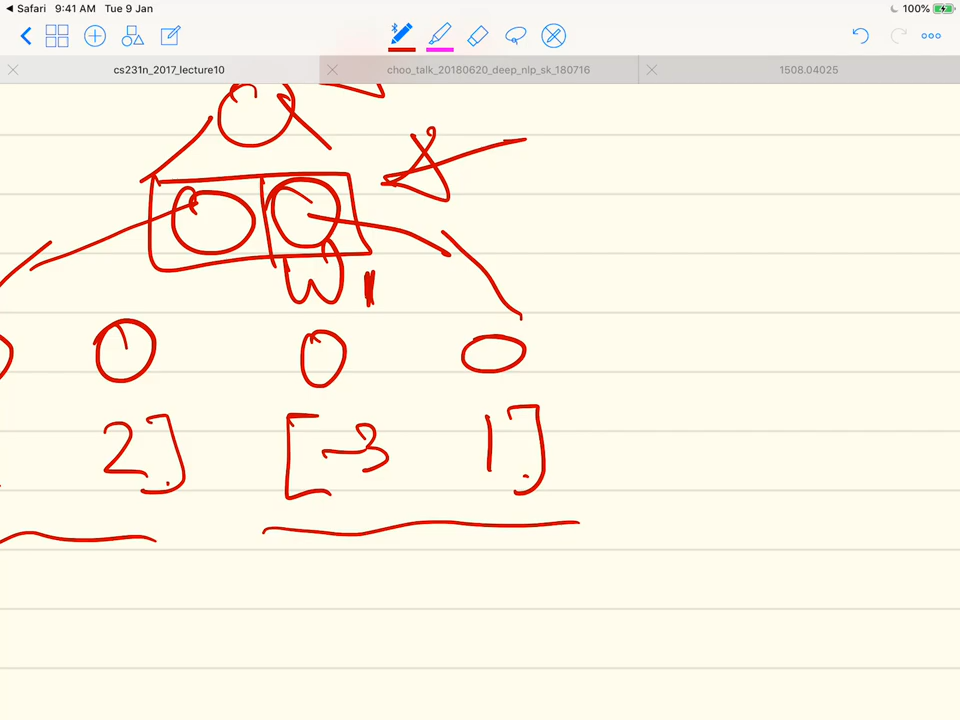 Safari 9:41 AM Tue 9 Jan 100%
cs231n_2017_lecture10 choo_talk_20180620_deep_nlp_sk_180716 1508.04025
W
2] [-3 1]